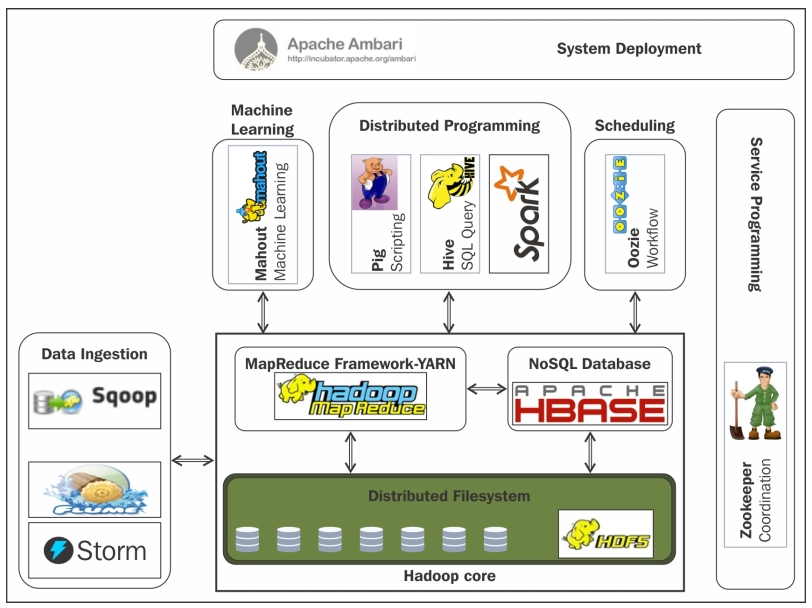 Apache Ambari
http://incubator.apache.org/ambari
System Deployment
Machine
Learning
mahout
Mahout
Machine Learning
Distributed Programming
Pig
Scripting
HIVE
Hive
SQL Query
Spark
Scheduling
OOZIE
Oozie
Workflow
Service Programming
Zookeeper
Coordination
Data Ingestion
Sqoop
FLUME
Storm
MapReduce Framework-YARN
hadoop
Map Reduce
NoSQL Database
APACHE
HBASE
Distributed Filesystem
HDFS
Hadoop core